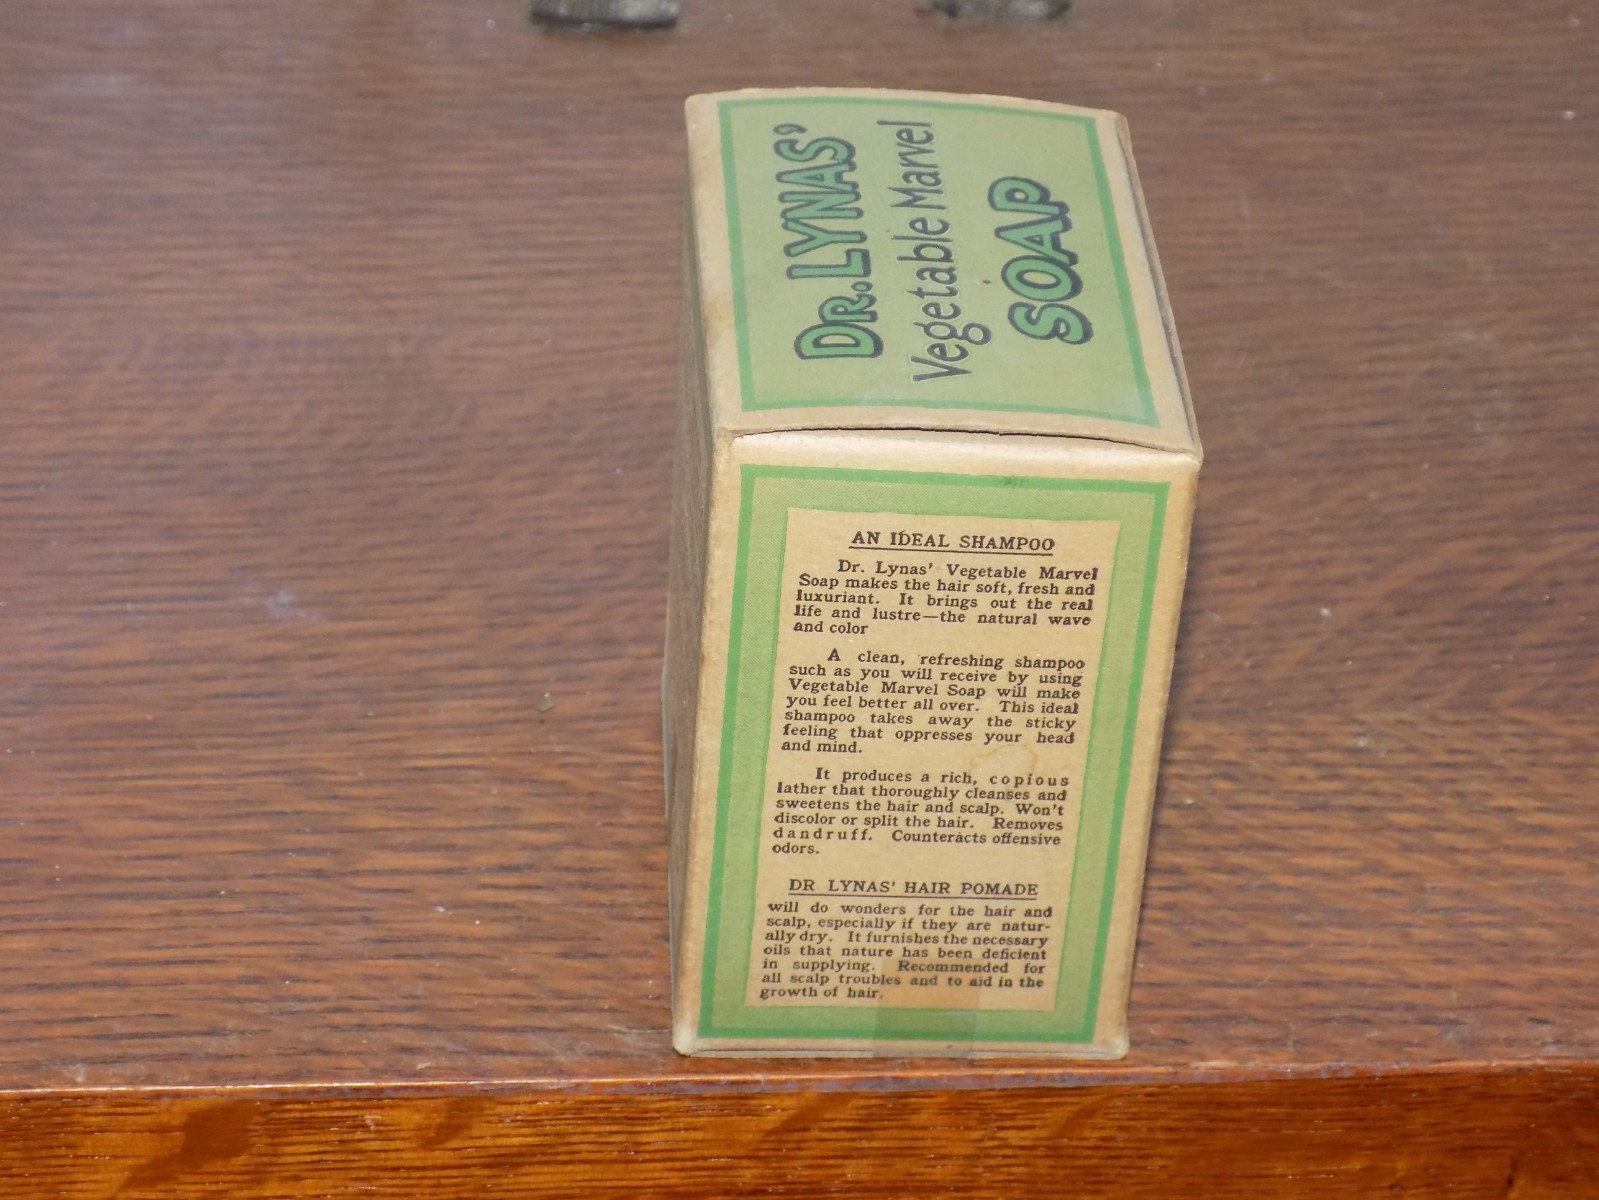 DR. LYNAS'
Vegetable Marvel
SOAP
AN IDEAL SHAMPOO
Dr. Lynas' Vegetable Marvel
Soap makes the hair soft, fresh and
luxuriant. It brings out the real
life and lustre—the natural wave
and color
A clean, refreshing shampoo
such as you will receive by using
Vegetable Marvel Soap will make
you feel better all over. This ideal
shampoo takes away the sticky
feeling that oppresses your head
and mind.
It produces a rich, copious
lather that thoroughly cleanses and
sweetens the hair and scalp. Won't
discolor or split the hair. Removes
dandruff. Counteracts offensive
odors.
DR LYNAS' HAIR POMADE
will do wonders for the hair and
scalp, especially if they are natur-
ally dry. It furnishes the necessary
oils that nature has been deficient
in supplying. Recommended for
all scalp troubles and to aid in the
growth of hair.